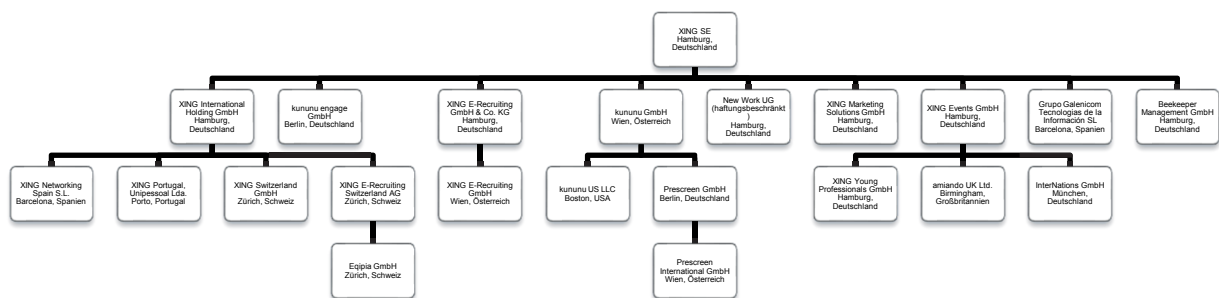 XING SE
Hamburg,
Deutschland
XING International
Holding GmbH
Hamburg,
Deutschland
kununu engage
GmbH
Berlin, Deutschland
XING E-Recruiting
GmbH & Co. KG
Hamburg,
Deutschland
kununu GmbH
Wien, Österreich
New Work UG
(haftungsbeschränkt
)
Hamburg,
Deutschland
XING Marketing
Solutions GmbH
Hamburg,
Deutschland
XING Events GmbH
Hamburg,
Deutschland
Grupo Galenicom
Tecnologias de la
Información SL
Barcelona, Spanien
Beekeeper
Management GmbH
Hamburg,
Deutschland
XING Networking
Spain S.L.
Barcelona, Spanien
XING Portugal,
Unipessoal Lda.
Porto, Portugal
XING Switzerland
GmbH
Zürich, Schweiz
XING E-Recruiting
Switzerland AG
Zürich, Schweiz
XING E-Recruiting
GmbH
Wien, Österreich
kununu US LLC
Boston, USA
Prescreen GmbH
Berlin, Deutschland
XING Young
Professionals GmbH
Hamburg,
Deutschland
amiando UK Ltd.
Birmingham,
Großbritannien
InterNations GmbH
München,
Deutschland
Eqipia GmbH
Zürich, Schweiz
Prescreen
International GmbH
Wien, Österreich